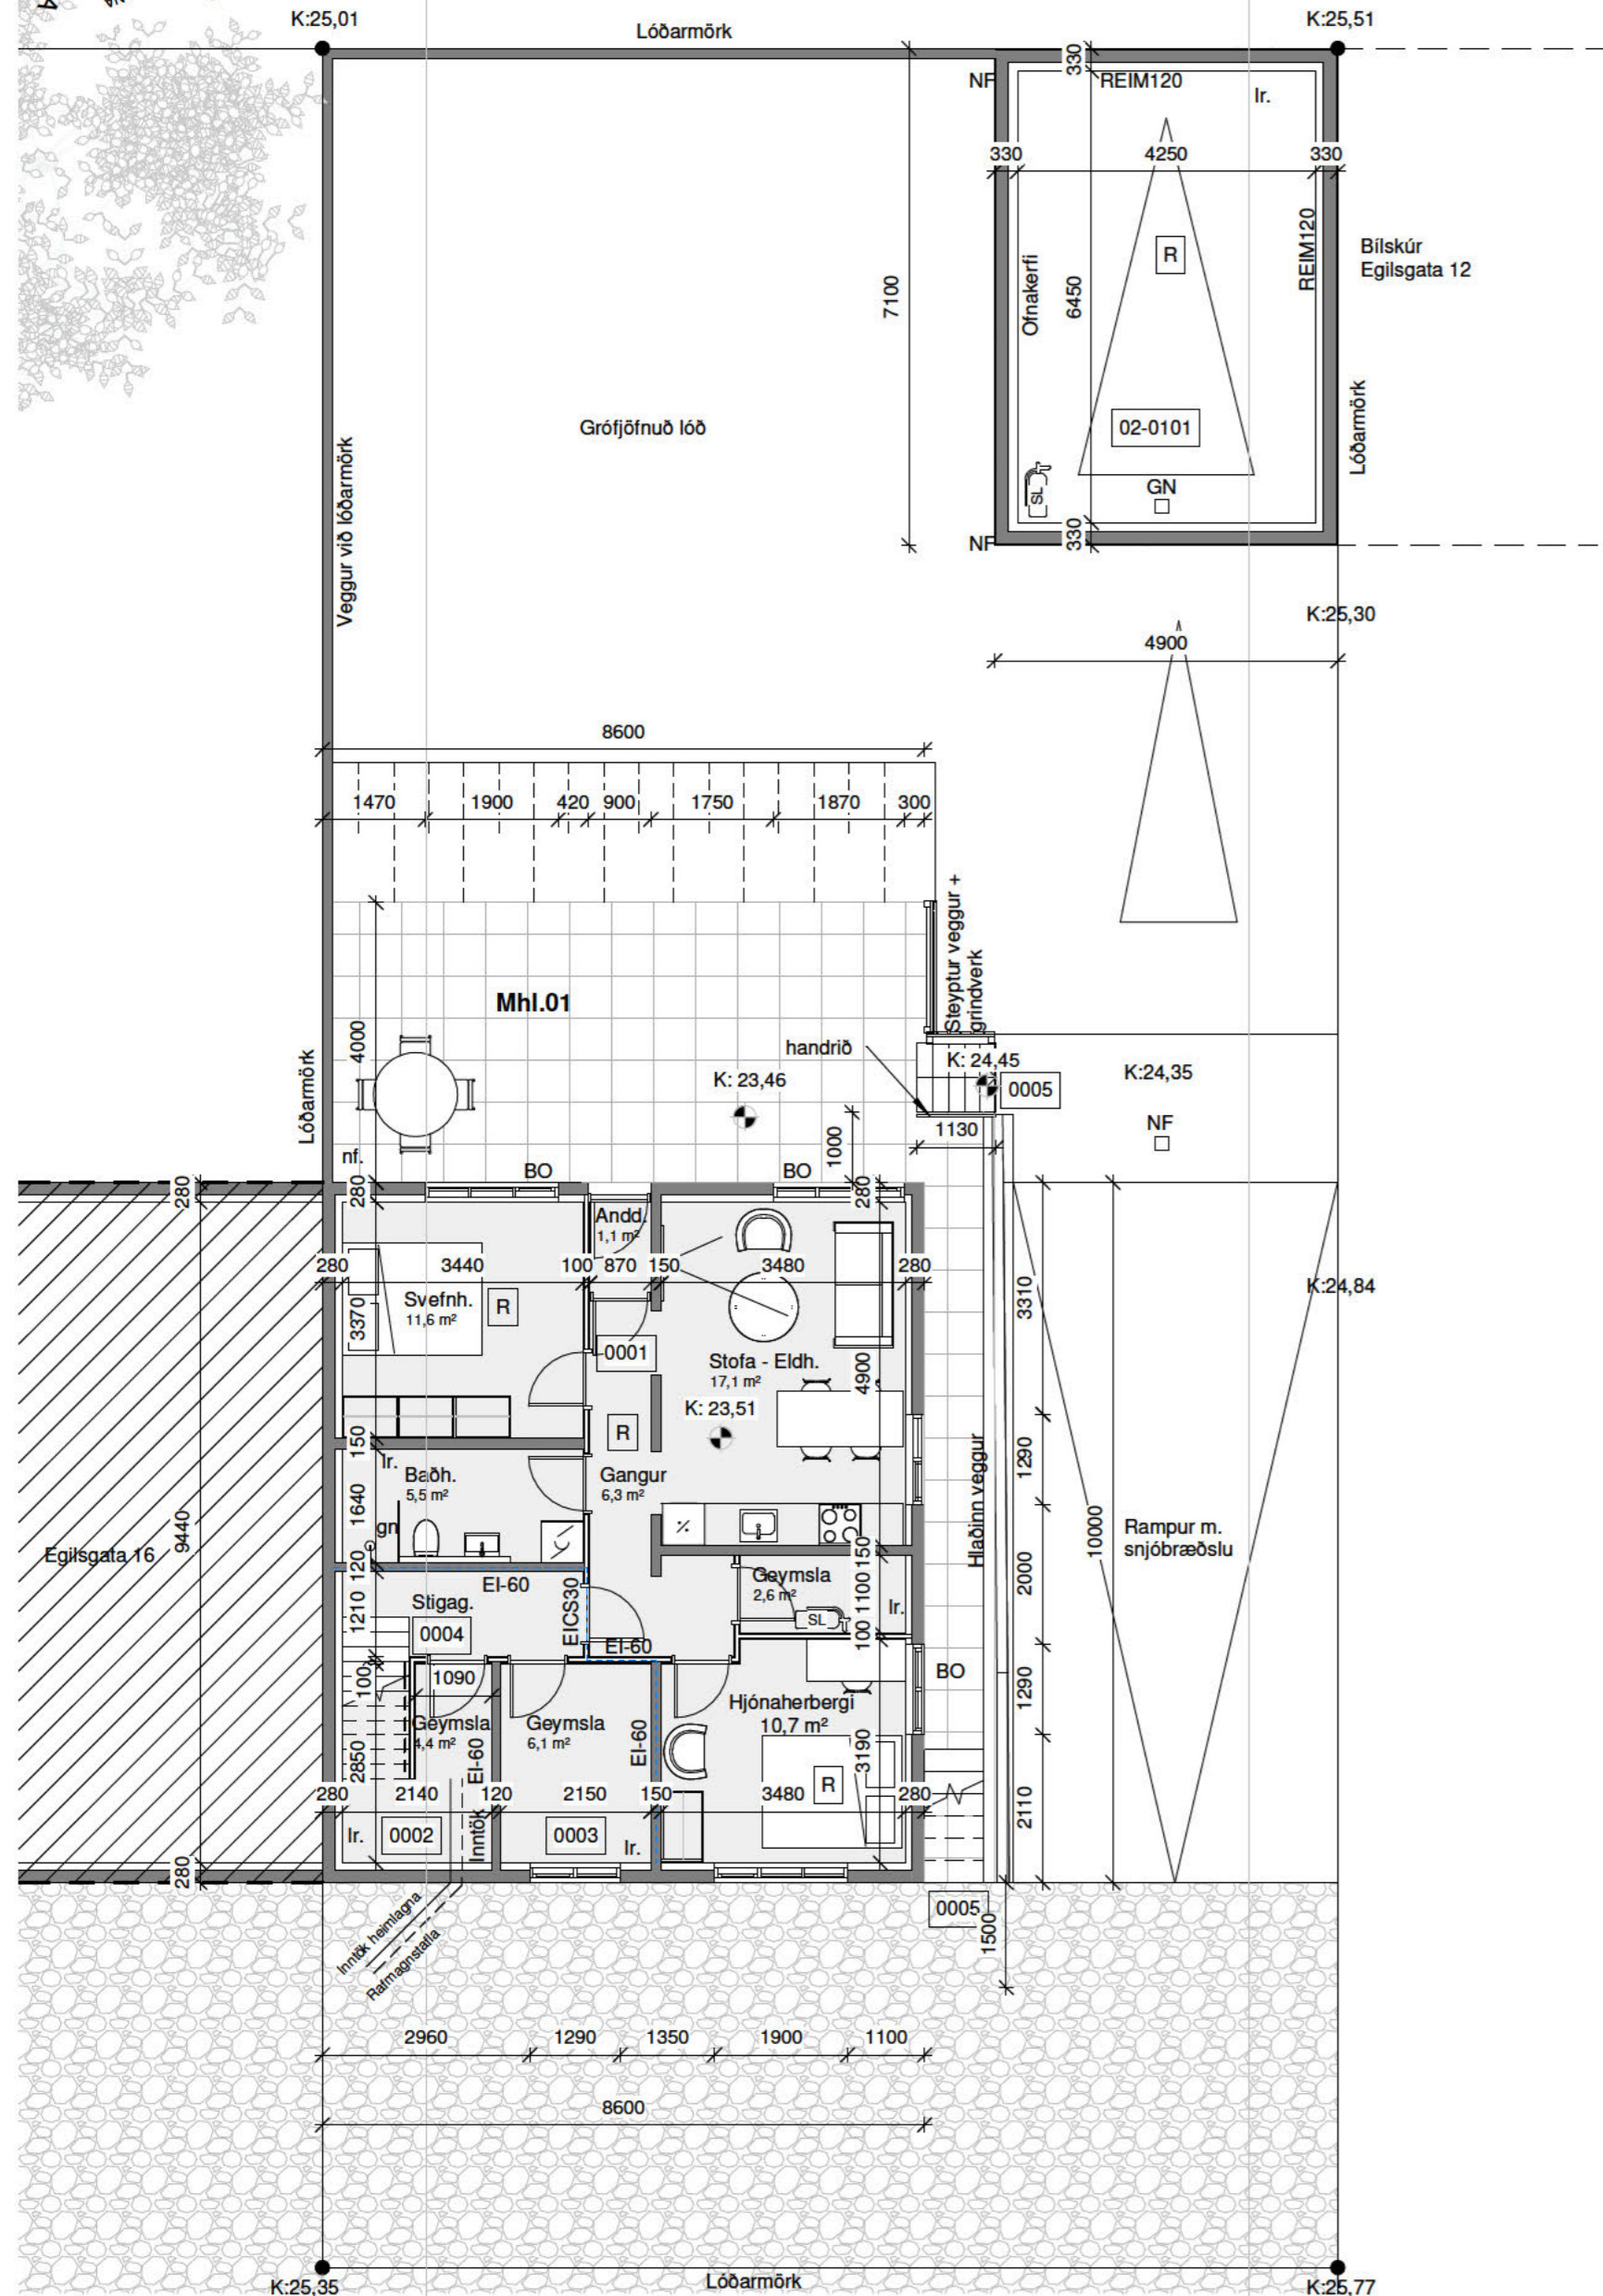 K:25,01
Lóðarmörk
K:25,51
NF
330
REIM120
Ir.
330
4250
330
Veggur við lóðarmörk
7100
Ofnakerfi
6450
R
REIM120
Bílskúr
Egilsgata 12
Grófjöfnuð lóð
02-0101
Lóðarmörk
SL
GN
NF
330
K:25,30
4900
8600
1470
1900
420
900
1750
1870
300
Steyptur veggur +
grindverk
Mhl.01
Lóðarmörk
4000
handrið
K: 24,45
K: 23,46
0005
K:24,35
1000
1130
NF
nf.
BO
BO
280
280
280
Andd.
1,1 m²
280
3440
100
870
150
3480
280
3310
K:24,84
3370
Svefnh.
11,6 m²
R
0001
Stofa - Eldh.
17,1 m²
4900
K: 23,51
R
150
Ir.
Baðh.
5,5 m²
Gangur
6,3 m²
Hlaðinn veggur
1290
Egilsgata 16
9440
1640
gn
10000
Rampur m.
snjóbræðslu
120
EI-60
EICS30
150
Geymsla
2,6 m²
1100
2000
1210
Stigag.
0004
SL
Ir.
EI-60
100
100
1090
BO
1290
Geymsla
4,4 m²
Geymsla
6,1 m²
Hjónaherbergi
10,7 m²
2850
EI-60
EI-60
3190
R
280
2140
120
2150
150
3480
280
2110
Ir.
0002
Inntök
0003
Ir.
280
0005
1500
Inntök heimlagna
Rafmagnstafla
2960
1290
1350
1900
1100
8600
K:25,35
Lóðarmörk
K:25,77